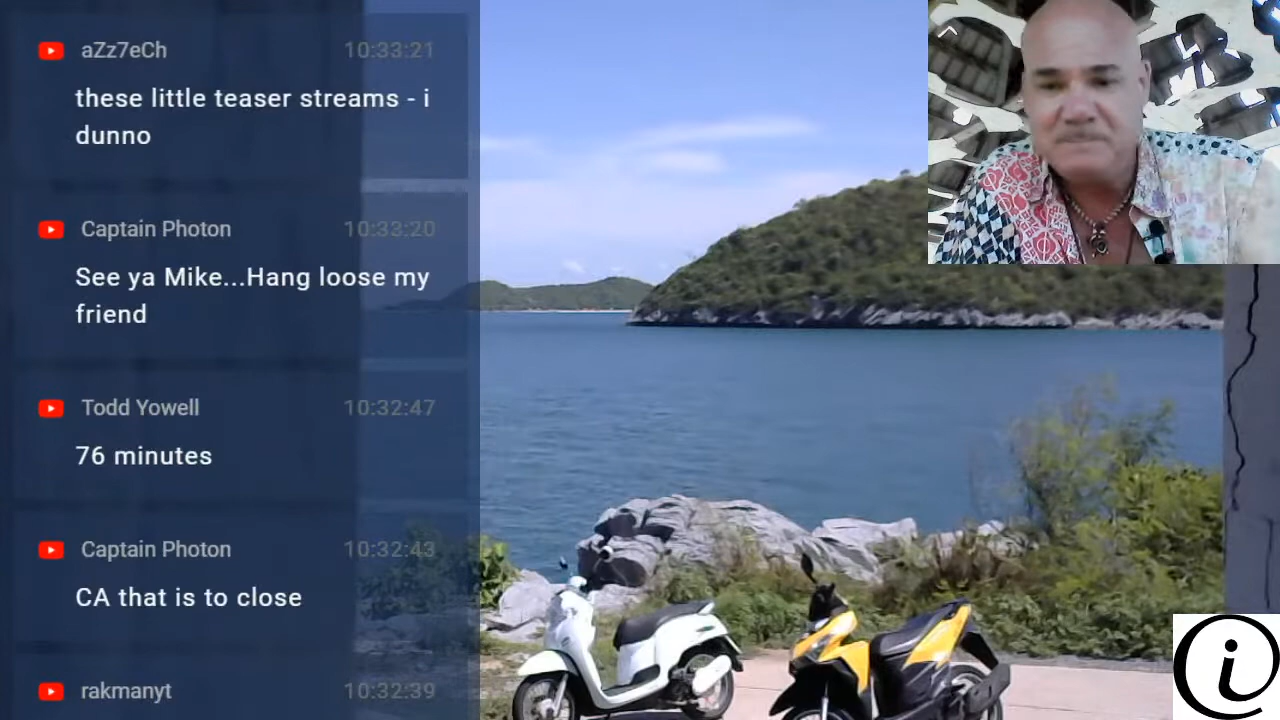 aZz7eCh 10:33:21
these little teaser streams - i
dunno
Captain Photon 10:33:20
See ya Mike...Hang loose my
friend
Todd Yowell 10:32:47
76 minutes
Captain Photon 10:32:43
CA that is to close
rakmanyt 10:32:39
i